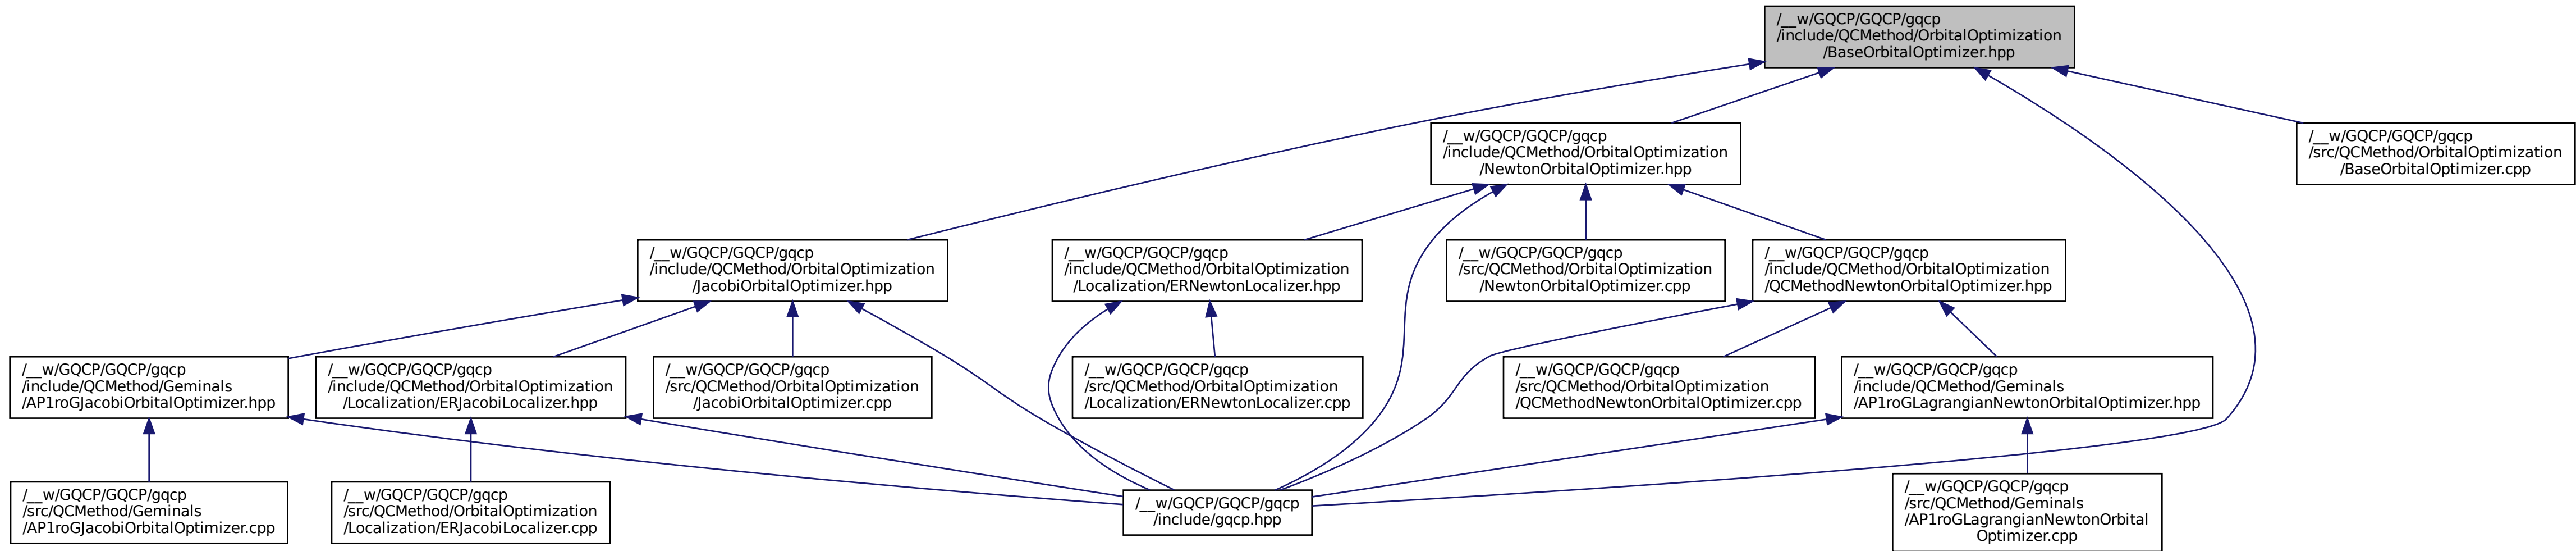 /__w/GQCP/GQCP/gqcp
/include/QCMethod/OrbitalOptimization
/BaseOrbitalOptimizer.hpp
/__w/GQCP/GQCP/gqcp
/include/QCMethod/OrbitalOptimization
/NewtonOrbitalOptimizer.hpp
/__w/GQCP/GQCP/gqcp
/src/QCMethod/OrbitalOptimization
/BaseOrbitalOptimizer.cpp
/__w/GQCP/GQCP/gqcp
/include/QCMethod/OrbitalOptimization
/JacobiOrbitalOptimizer.hpp
/__w/GQCP/GQCP/gqcp
/include/QCMethod/OrbitalOptimization
/Localization/ERNewtonLocalizer.hpp
/__w/GQCP/GQCP/gqcp
/src/QCMethod/OrbitalOptimization
/NewtonOrbitalOptimizer.cpp
/__w/GQCP/GQCP/gqcp
/include/QCMethod/OrbitalOptimization
/QCMethodNewtonOrbitalOptimizer.hpp
/__w/GQCP/GQCP/gqcp
/include/QCMethod/Geminals
/AP1roGJacobiOrbitalOptimizer.hpp
/__w/GQCP/GQCP/gqcp
/include/QCMethod/OrbitalOptimization
/Localization/ERJacobiLocalizer.hpp
/__w/GQCP/GQCP/gqcp
/src/QCMethod/OrbitalOptimization
/JacobiOrbitalOptimizer.cpp
/__w/GQCP/GQCP/gqcp
/src/QCMethod/OrbitalOptimization
/Localization/ERNewtonLocalizer.cpp
/__w/GQCP/GQCP/gqcp
/src/QCMethod/OrbitalOptimization
/QCMethodNewtonOrbitalOptimizer.cpp
/__w/GQCP/GQCP/gqcp
/include/QCMethod/Geminals
/AP1roGLagrangianNewtonOrbitalOptimizer.hpp
/__w/GQCP/GQCP/gqcp
/src/QCMethod/Geminals
/AP1roGJacobiOrbitalOptimizer.cpp
/__w/GQCP/GQCP/gqcp
/src/QCMethod/OrbitalOptimization
/Localization/ERJacobiLocalizer.cpp
/__w/GQCP/GQCP/gqcp
/include/gqcp.hpp
/__w/GQCP/GQCP/gqcp
/src/QCMethod/Geminals
/AP1roGLagrangianNewtonOrbital
Optimizer.cpp